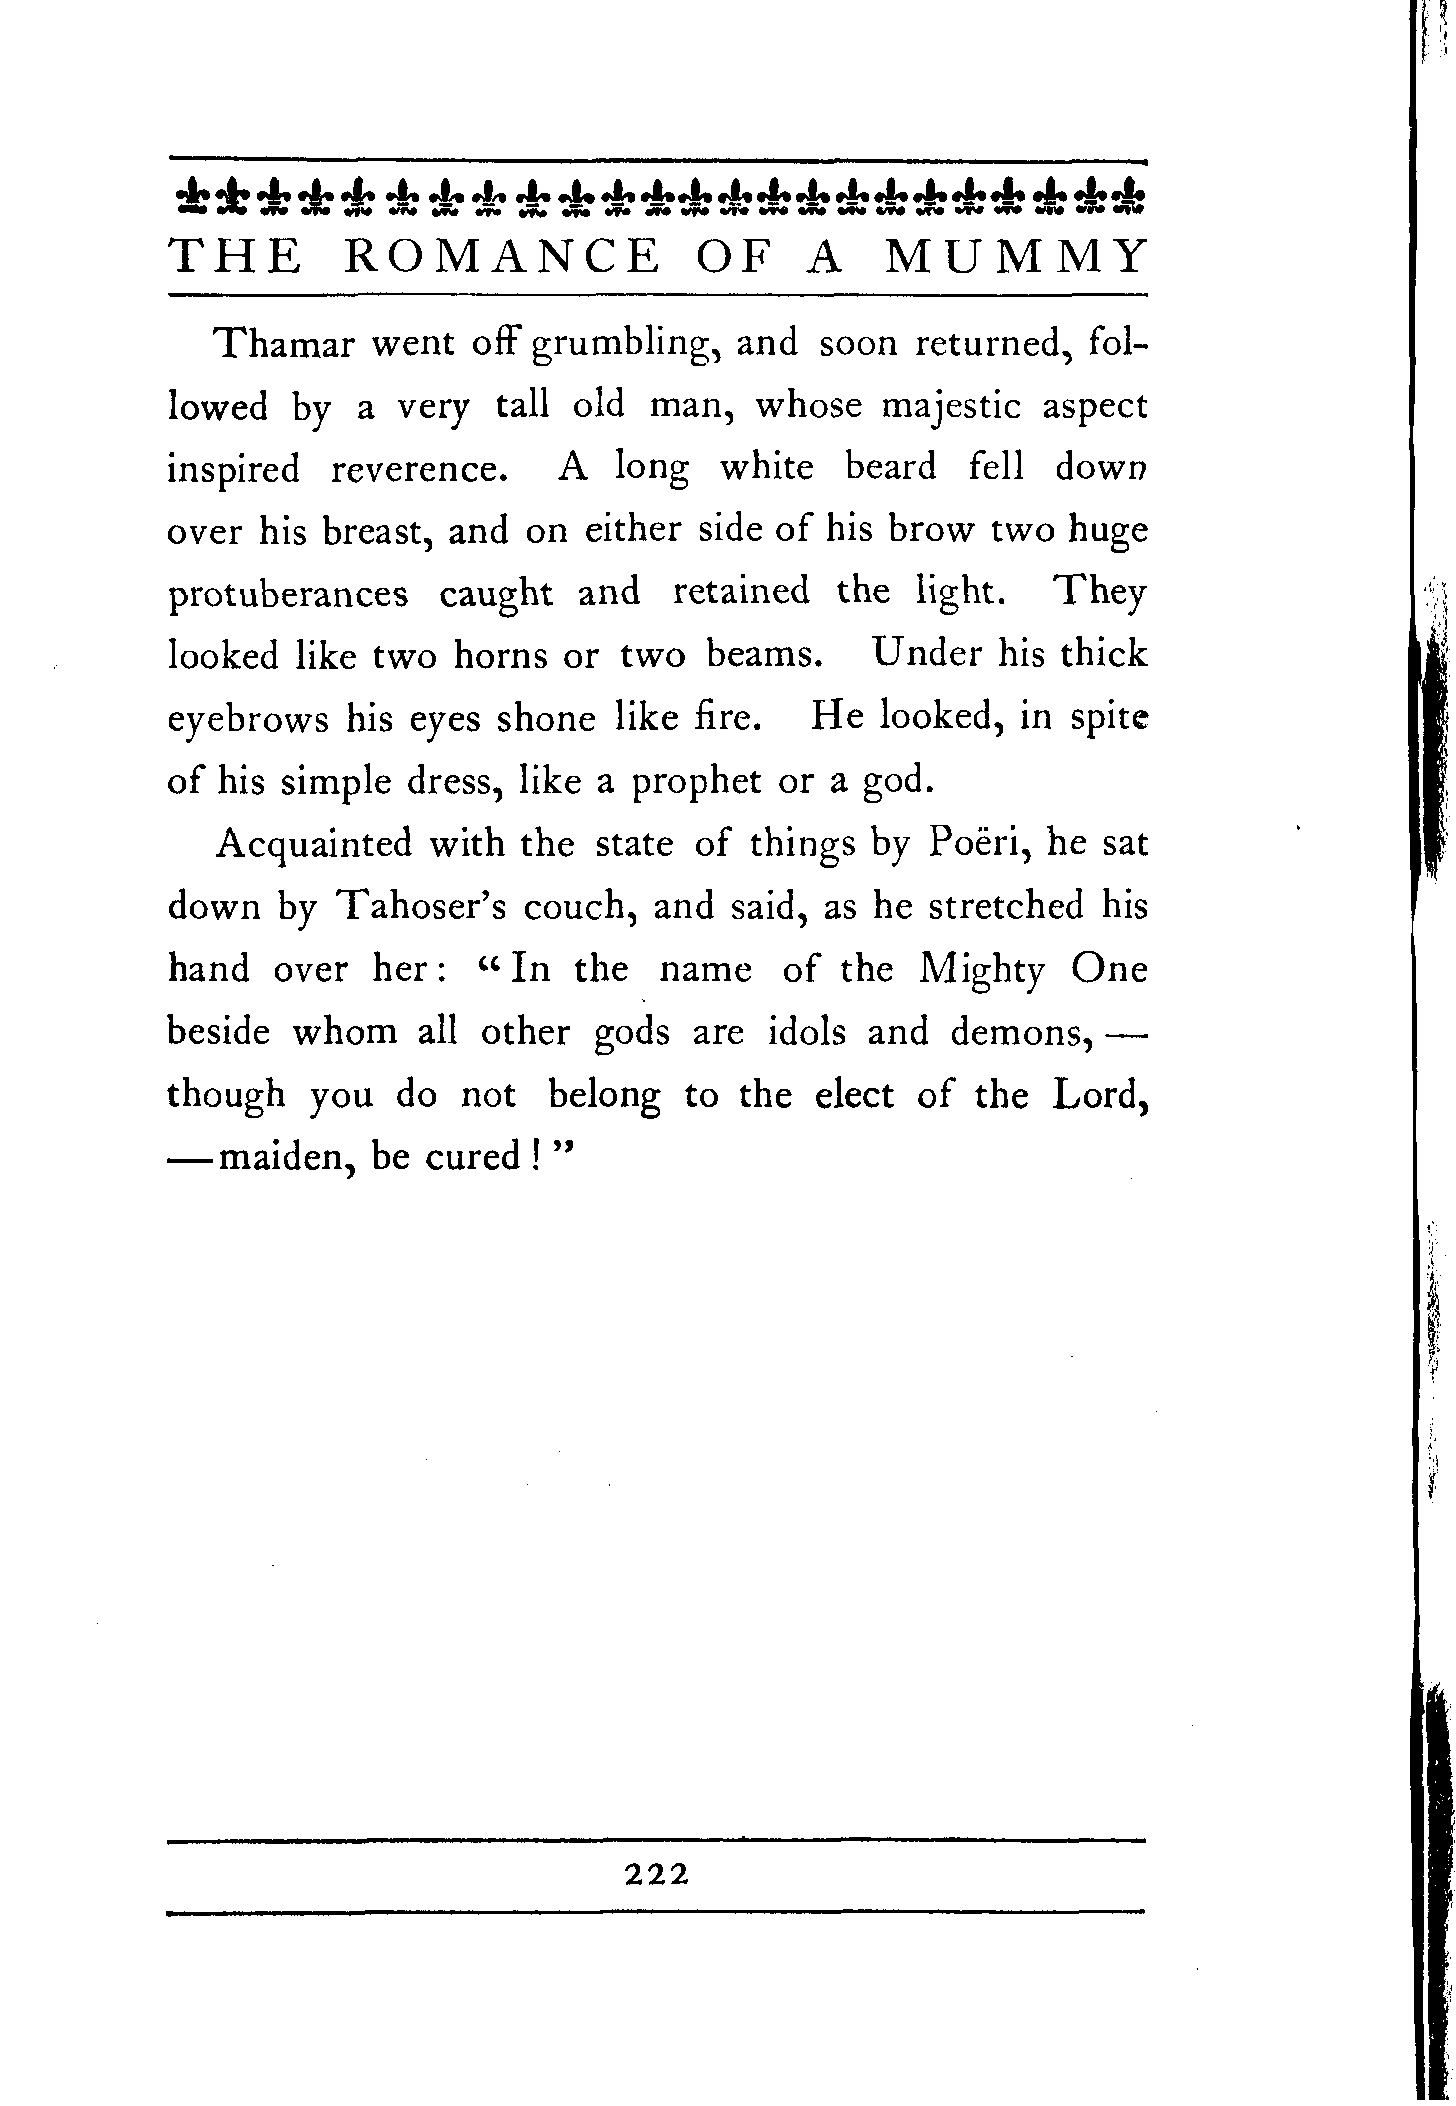 THE ROMANCE OF A MUMMY
Thamar went off grumbling, and soon returned, fol-
lowed by a very tall old man, whose majestic aspect
inspired reverence. A long white beard fell down
over his breast, and on either side of his brow two huge
protuberances caught and retained the light. They
looked like two horns or two beams. Under his thick
eyebrows his eyes shone like fire. He looked, in spite
of his simple dress, like a prophet or a god.
Acquainted with the state of things by Poëri, he sat
down by Tahoser’s couch, and said, as he stretched his
hand over her: “In the name of the Mighty One
beside whom all other gods are idols and demons, —
though you do not belong to the elect of the Lord,
—maiden, be cured!”
222